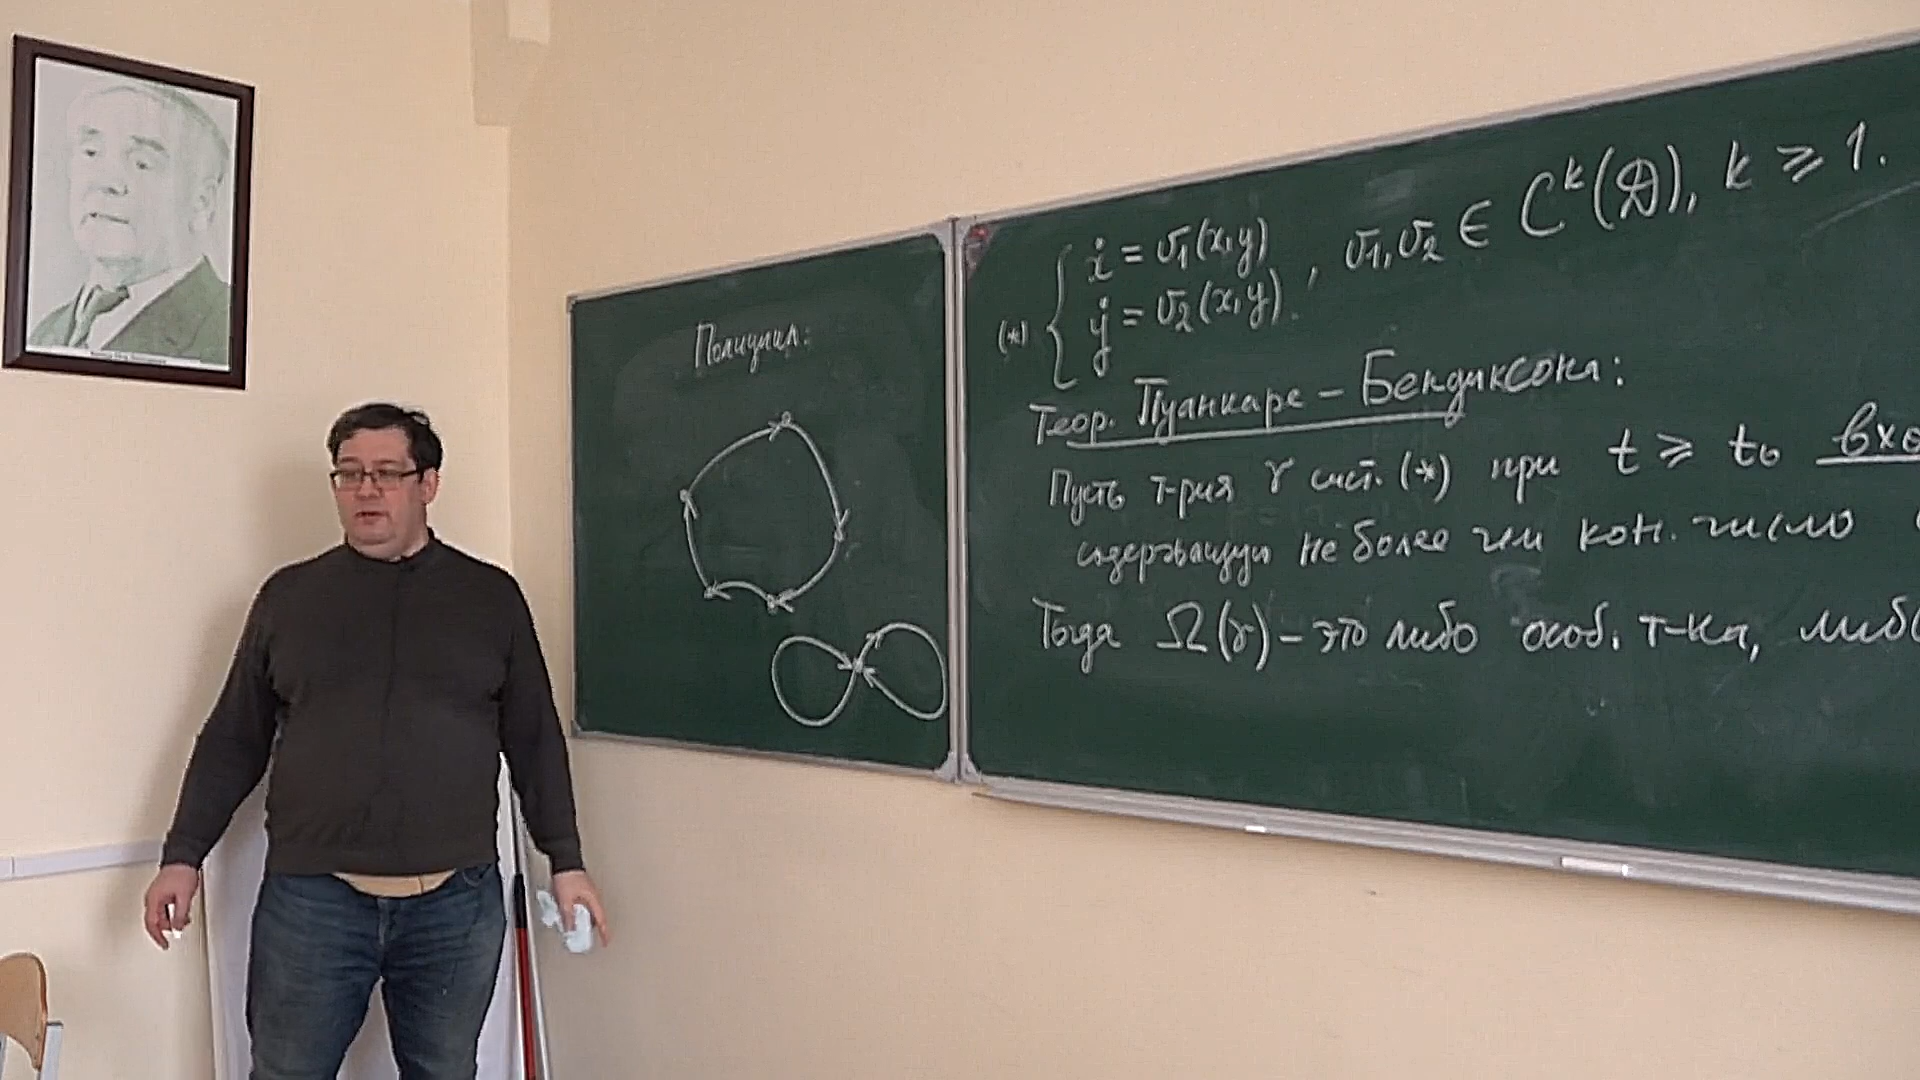 Полицикл:
(*) { ẋ = v₁(x,y)
ẏ = v₂(x,y). , v₁,v₂ ∈ Cᵏ(D), k ⩾ 1.
Теор. Пуанкаре – Бендиксона:
Пусть т-рия γ сист. (*) при t ⩾ t₀ вхо
содержащую не более чем кон. число
Тогда Ω(γ) – это либо особ. т-ка, либо